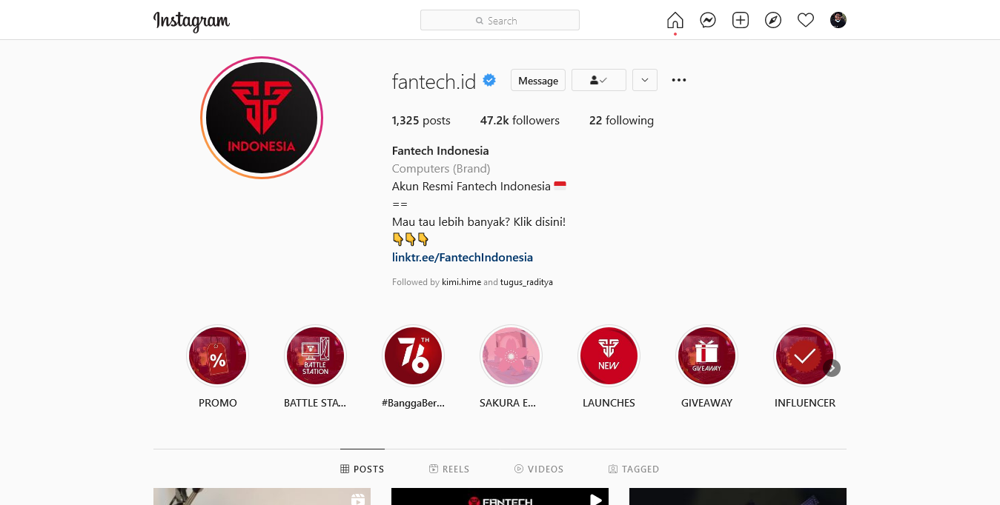 Instagram
Search
fantech.id
Message
1,325 posts 47.2k followers 22 following
INDONESIA
Fantech Indonesia
Computers (Brand)
Akun Resmi Fantech Indonesia 🇮🇩
==
Mau tau lebih banyak? Klik disini!
👇👇👇
linktr.ee/FantechIndonesia
Followed by kimi.hime and tugus_raditya
%
BATTLE
STATION
76TH
NEW
GIVEAWAY
PROMO
BATTLE STA...
#BanggaBer...
SAKURA E...
LAUNCHES
GIVEAWAY
INFLUENCER
POSTS
REELS
VIDEOS
TAGGED
FANTECH